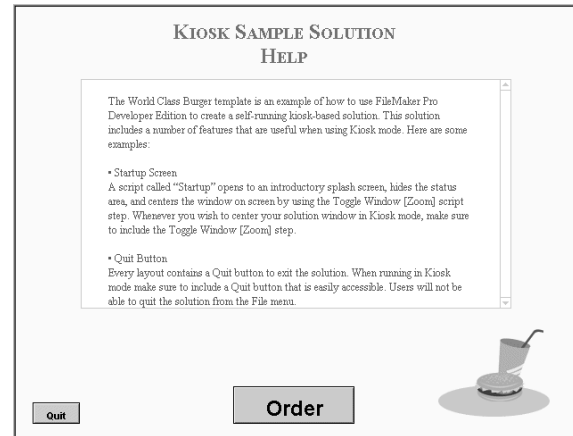 KIOSK SAMPLE SOLUTION
HELP
The World Class Burger template is an example of how to use FileMaker Pro
Developer Edition to create a self-running kiosk-based solution. This solution
includes a number of features that are useful when using Kiosk mode. Here are some
examples:
▪ Startup Screen
A script called “Startup” opens to an introductory splash screen, hides the status
area, and centers the window on screen by using the Toggle Window [Zoom] script
step. Whenever you wish to center your solution window in Kiosk mode, make sure
to include the Toggle Window [Zoom] step.
▪ Quit Button
Every layout contains a Quit button to exit the solution. When running in Kiosk
mode make sure to include a Quit button that is easily accessible. Users will not be
able to quit the solution from the File menu.
Quit
Order